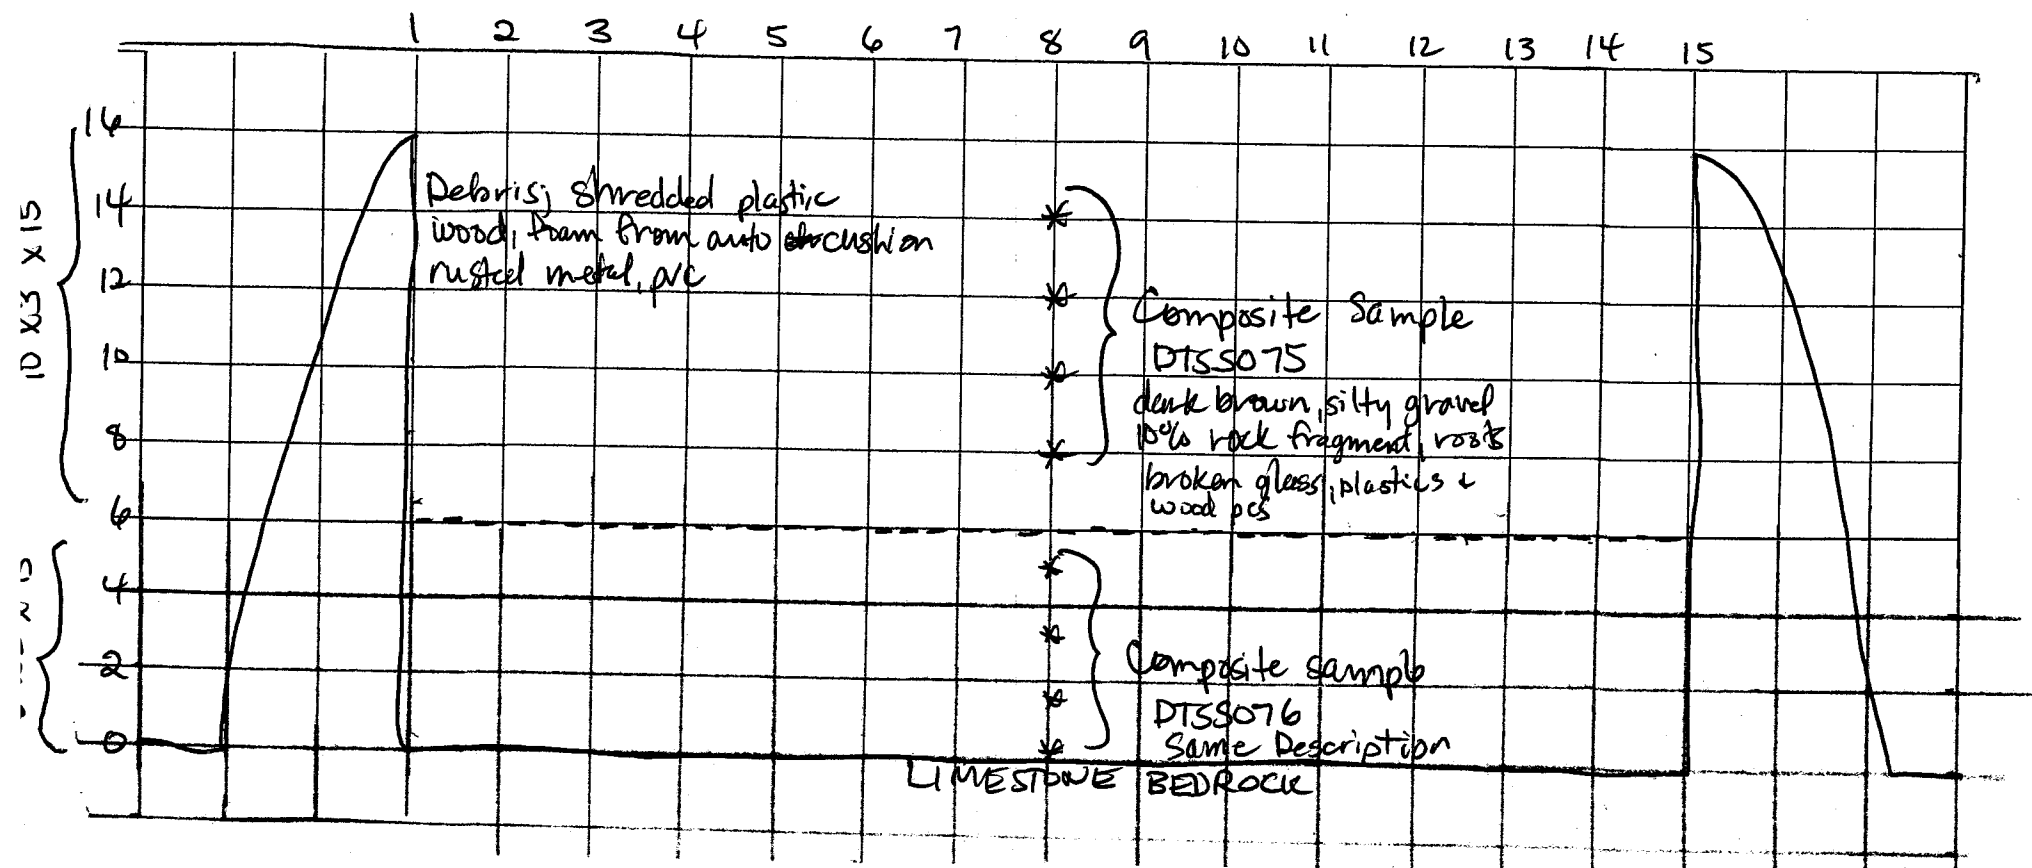 1 2 3 4 5 6 7 8 9 10 11 12 13 14 15
16
14
12
10
8
6
4
2
0
10 X3 X 15
Debris; shredded plastic
wood, foam from auto cushion
rusted metal, pvc
Composite Sample
DTSS075
dark brown, silty gravel
10% rock fragment, roots
broken glass, plastics +
wood pcs
Composite sample
DTSS076
Same Description
LIMESTONE BEDROCK